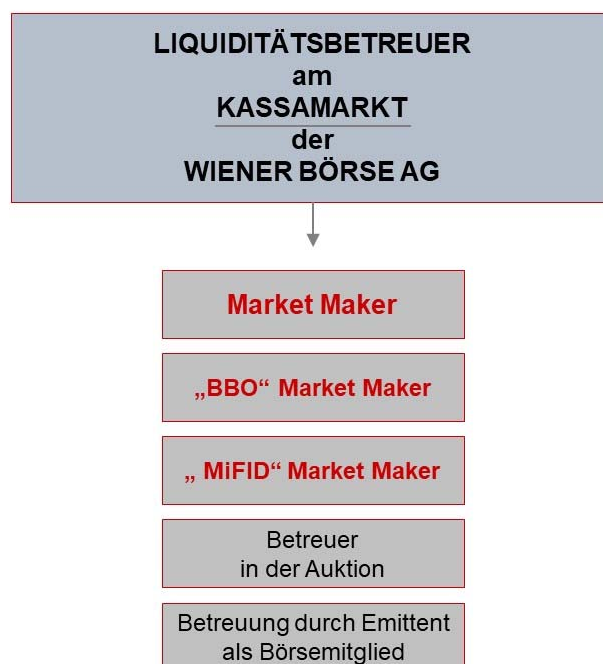 LIQUIDITÄTSBETREUER
am
KASSAMARKT
der
WIENER BÖRSE AG
Market Maker
„BBO“ Market Maker
„ MiFID“ Market Maker
Betreuer
in der Auktion
Betreuung durch Emittent
als Börsemitglied